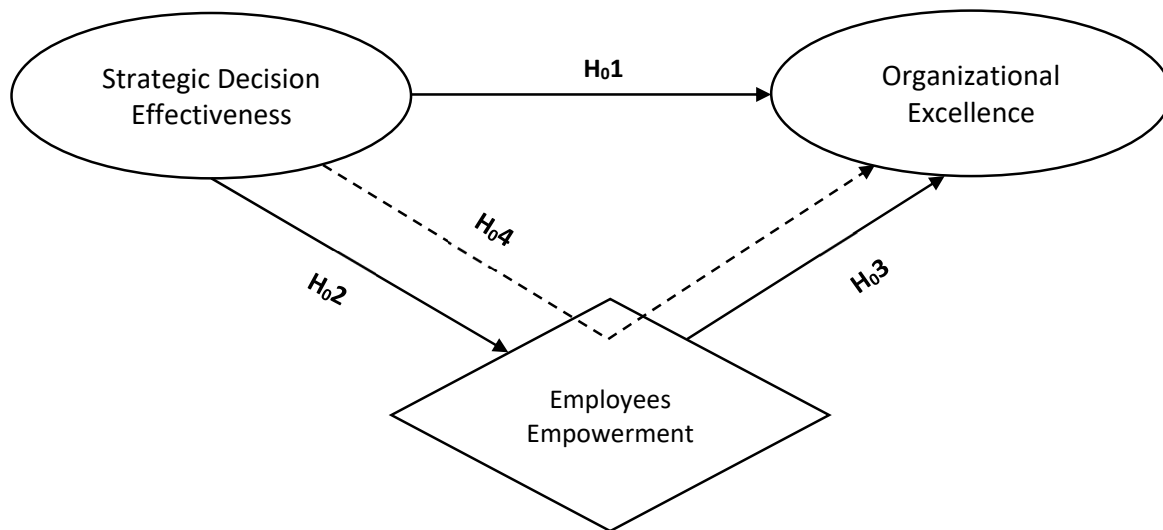 Strategic Decision
Effectiveness
H₀1
Organizational
Excellence
H₀4
H₀2
H₀3
Employees
Empowerment